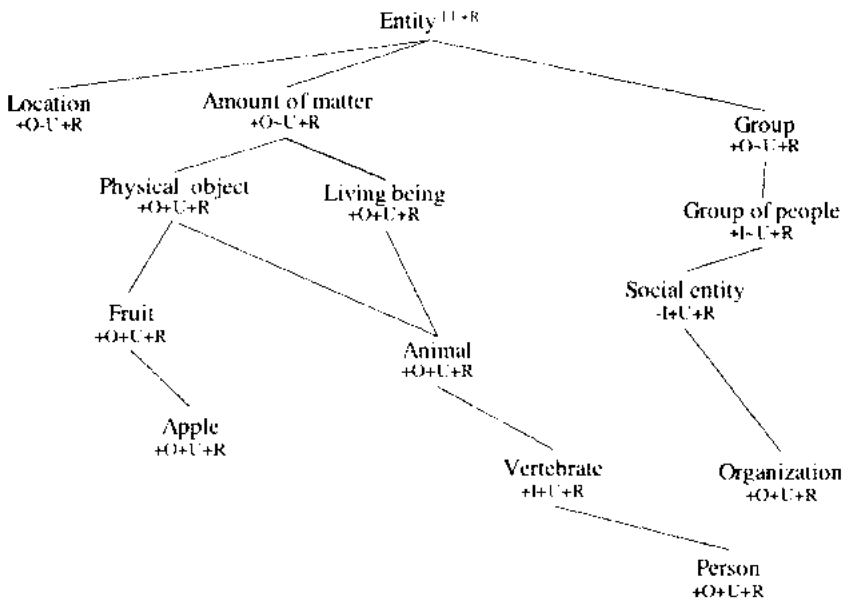 Entity
Location
+O-U+R
Amount of matter
+O~U+R
Group
+O~U+R
Physical object
+O+U+R
Living being
+O+U+R
Group of people
+I~U+R
Social entity
-I+U+R
Fruit
+O+U+R
Animal
+O+U+R
Apple
+O+U+R
Vertebrate
+I+U+R
Organization
+O+U+R
Person
+O+U+R